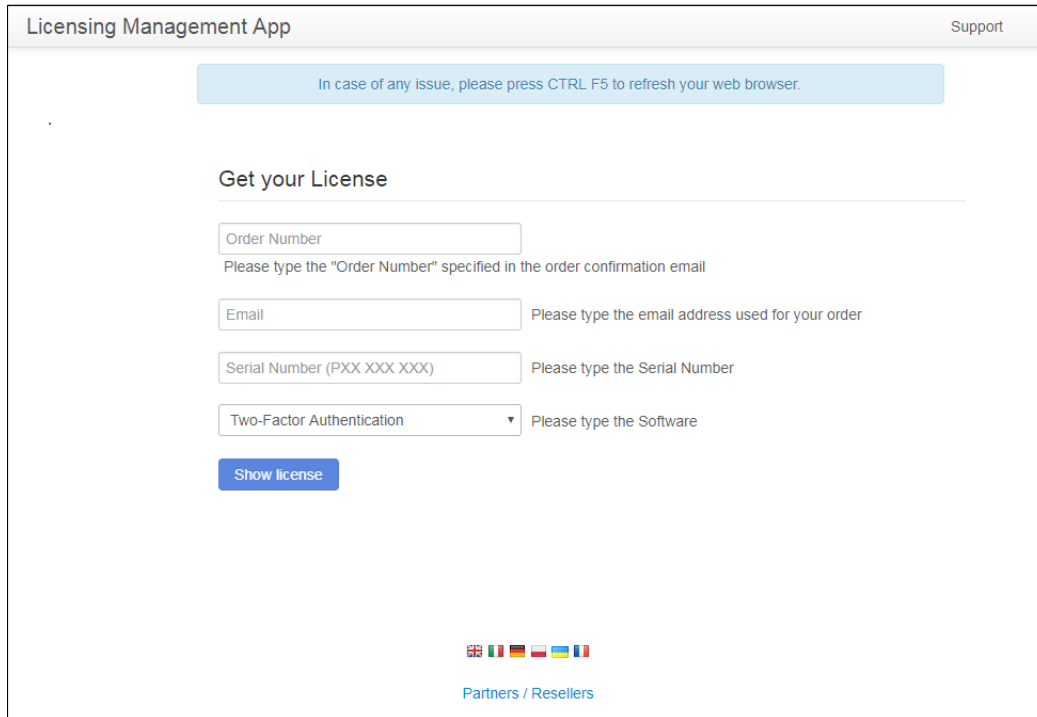 Licensing Management App
Support
In case of any issue, please press CTRL F5 to refresh your web browser.
.
Get your License
Order Number
Please type the "Order Number" specified in the order confirmation email
Email Please type the email address used for your order
Serial Number (PXX XXX XXX) Please type the Serial Number
Two-Factor Authentication Please type the Software
Show license
Partners / Resellers